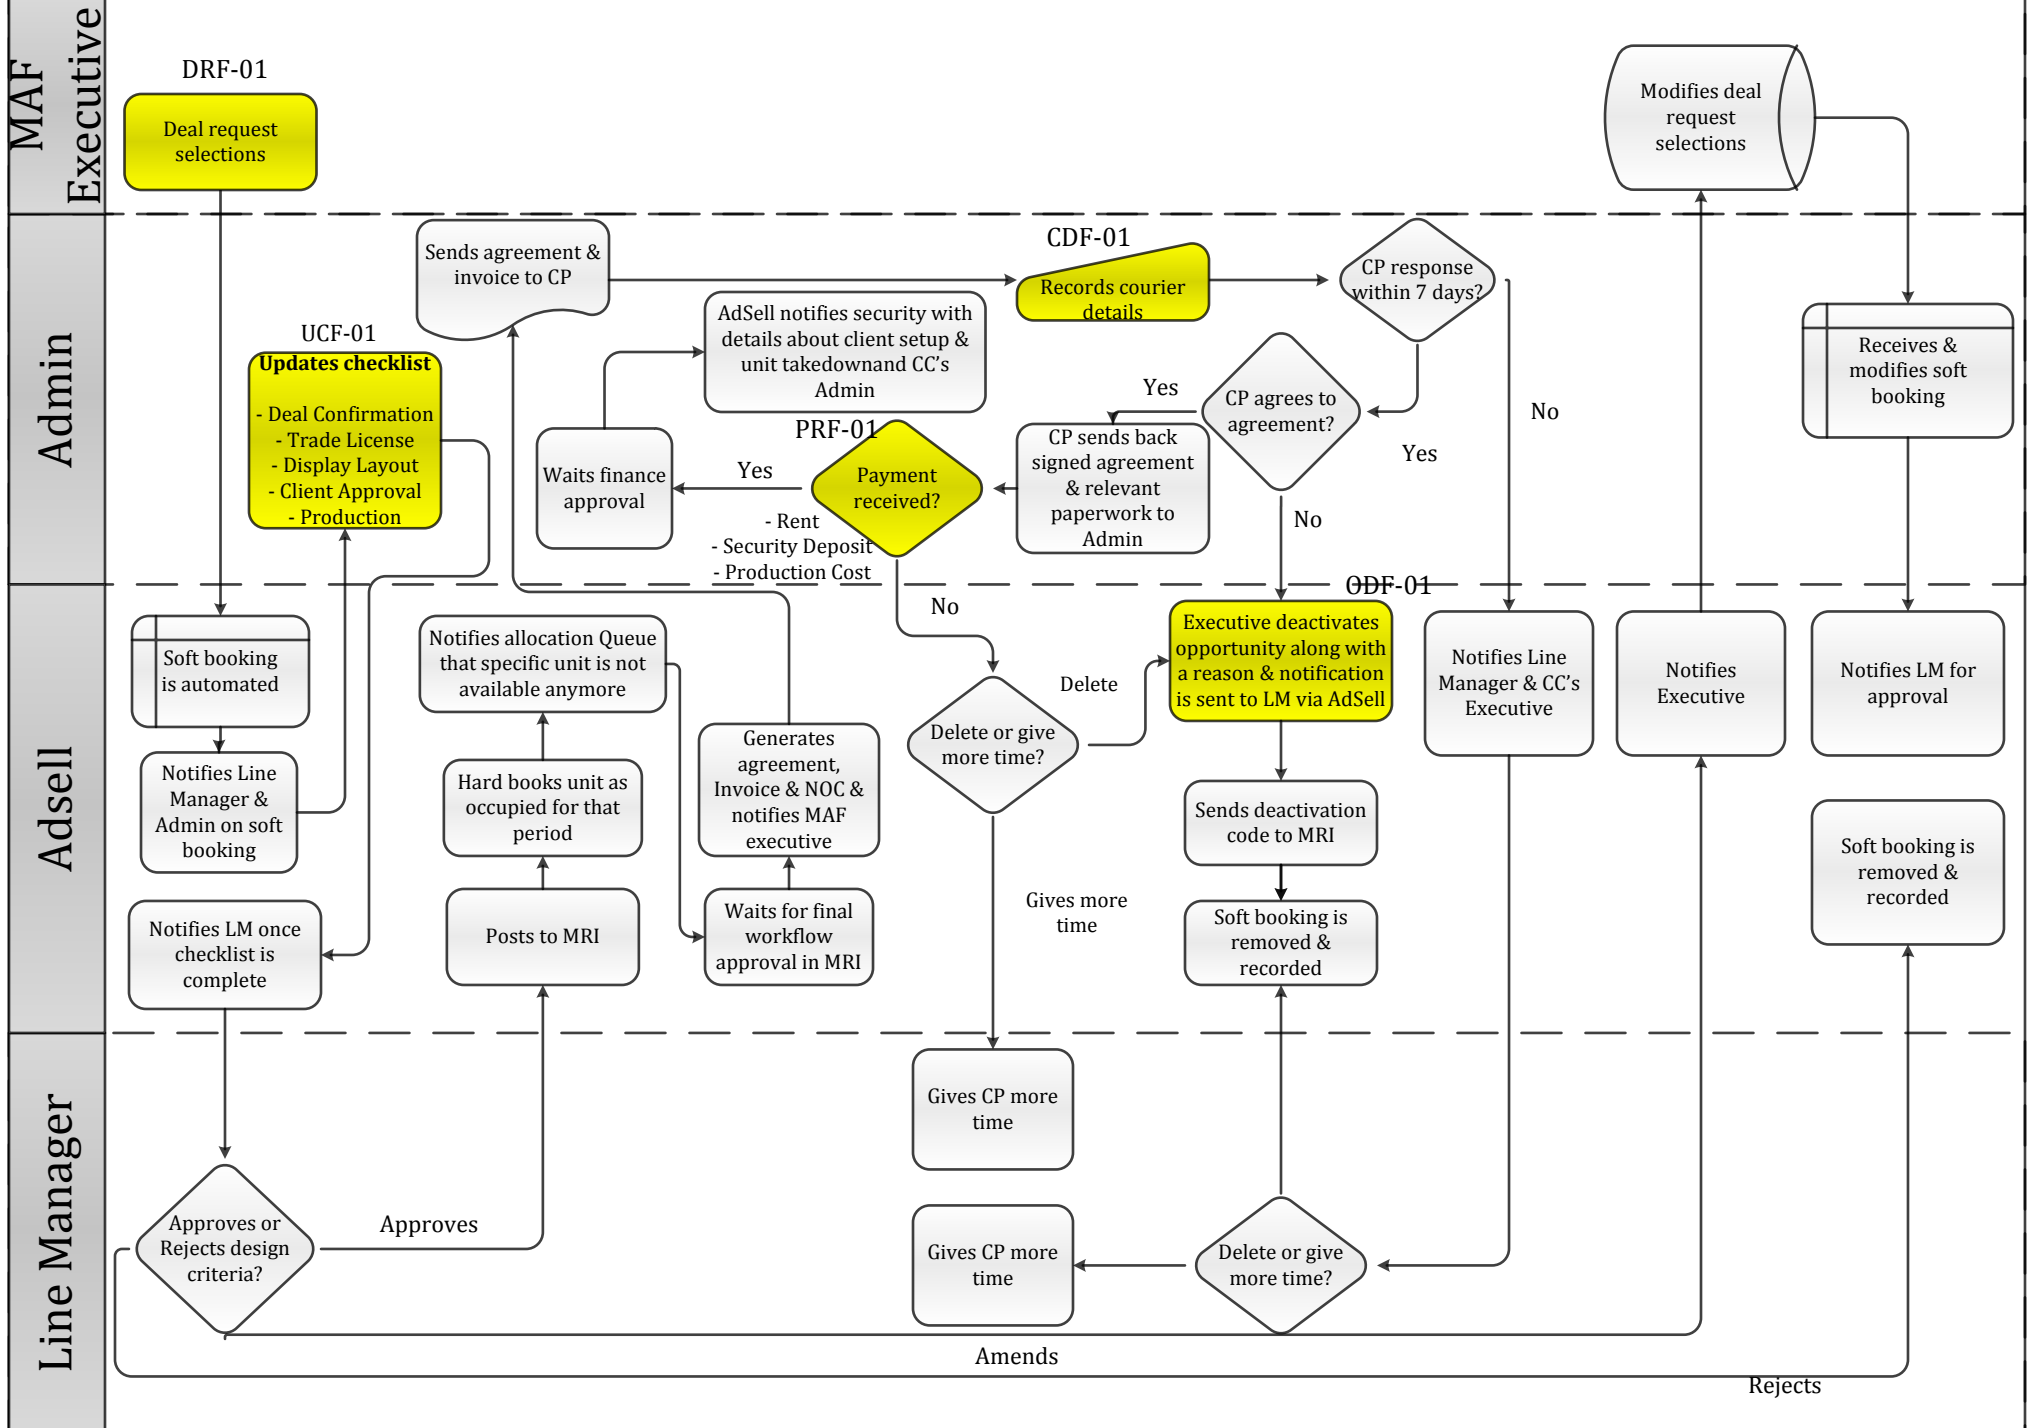 MAF
Executive
DRF-01
Deal request
selections
Modifies deal
request
selections
Admin
Sends agreement &
invoice to CP
CDF-01
Records courier
details
CP response
within 7 days?
AdSell notifies security with
details about client setup &
unit takedownand CC's
Admin
UCF-01
Updates checklist
- Deal Confirmation
- Trade License
- Display Layout
- Client Approval
- Production
Waits finance
approval
Yes
PRF-01
Payment
received?
- Rent
- Security Deposit
- Production Cost
Yes
CP sends back
signed agreement
& relevant
paperwork to
Admin
CP agrees to
agreement?
Yes
No
No
Receives &
modifies soft
booking
Adsell
Soft booking
is automated
Notifies Line
Manager &
Admin on soft
booking
Notifies LM once
checklist is
complete
Notifies allocation Queue
that specific unit is not
available anymore
Hard books unit as
occupied for that
period
Posts to MRI
Generates
agreement,
Invoice & NOC &
notifies MAF
executive
Waits for final
workflow
approval in MRI
No
Delete or give
more time?
Delete
Gives more
time
ODF-01
Executive deactivates
opportunity along with
a reason & notification
is sent to LM via AdSell
Sends deactivation
code to MRI
Soft booking is
removed &
recorded
Notifies Line
Manager & CC's
Executive
Notifies
Executive
Notifies LM for
approval
Soft booking is
removed &
recorded
Line Manager
Approves or
Rejects design
criteria?
Approves
Gives CP more
time
Gives CP more
time
Delete or give
more time?
Amends
Rejects